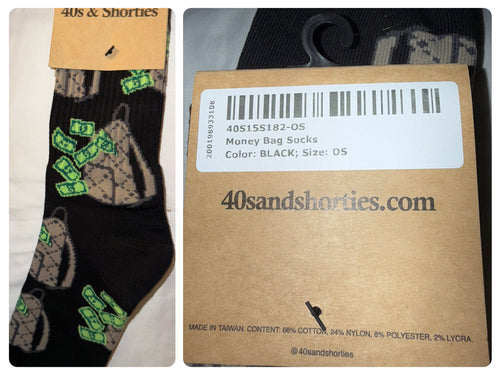 40s & Shorties
200198933108
40S15S182-OS
Money Bag Socks
Color: BLACK; Size: OS
40sandshorties.com
MADE IN TAIWAN. CONTENT: 66% COTTON, 24% NYLON, 8% POLYESTER, 2% LYCRA.
@40sandshorties